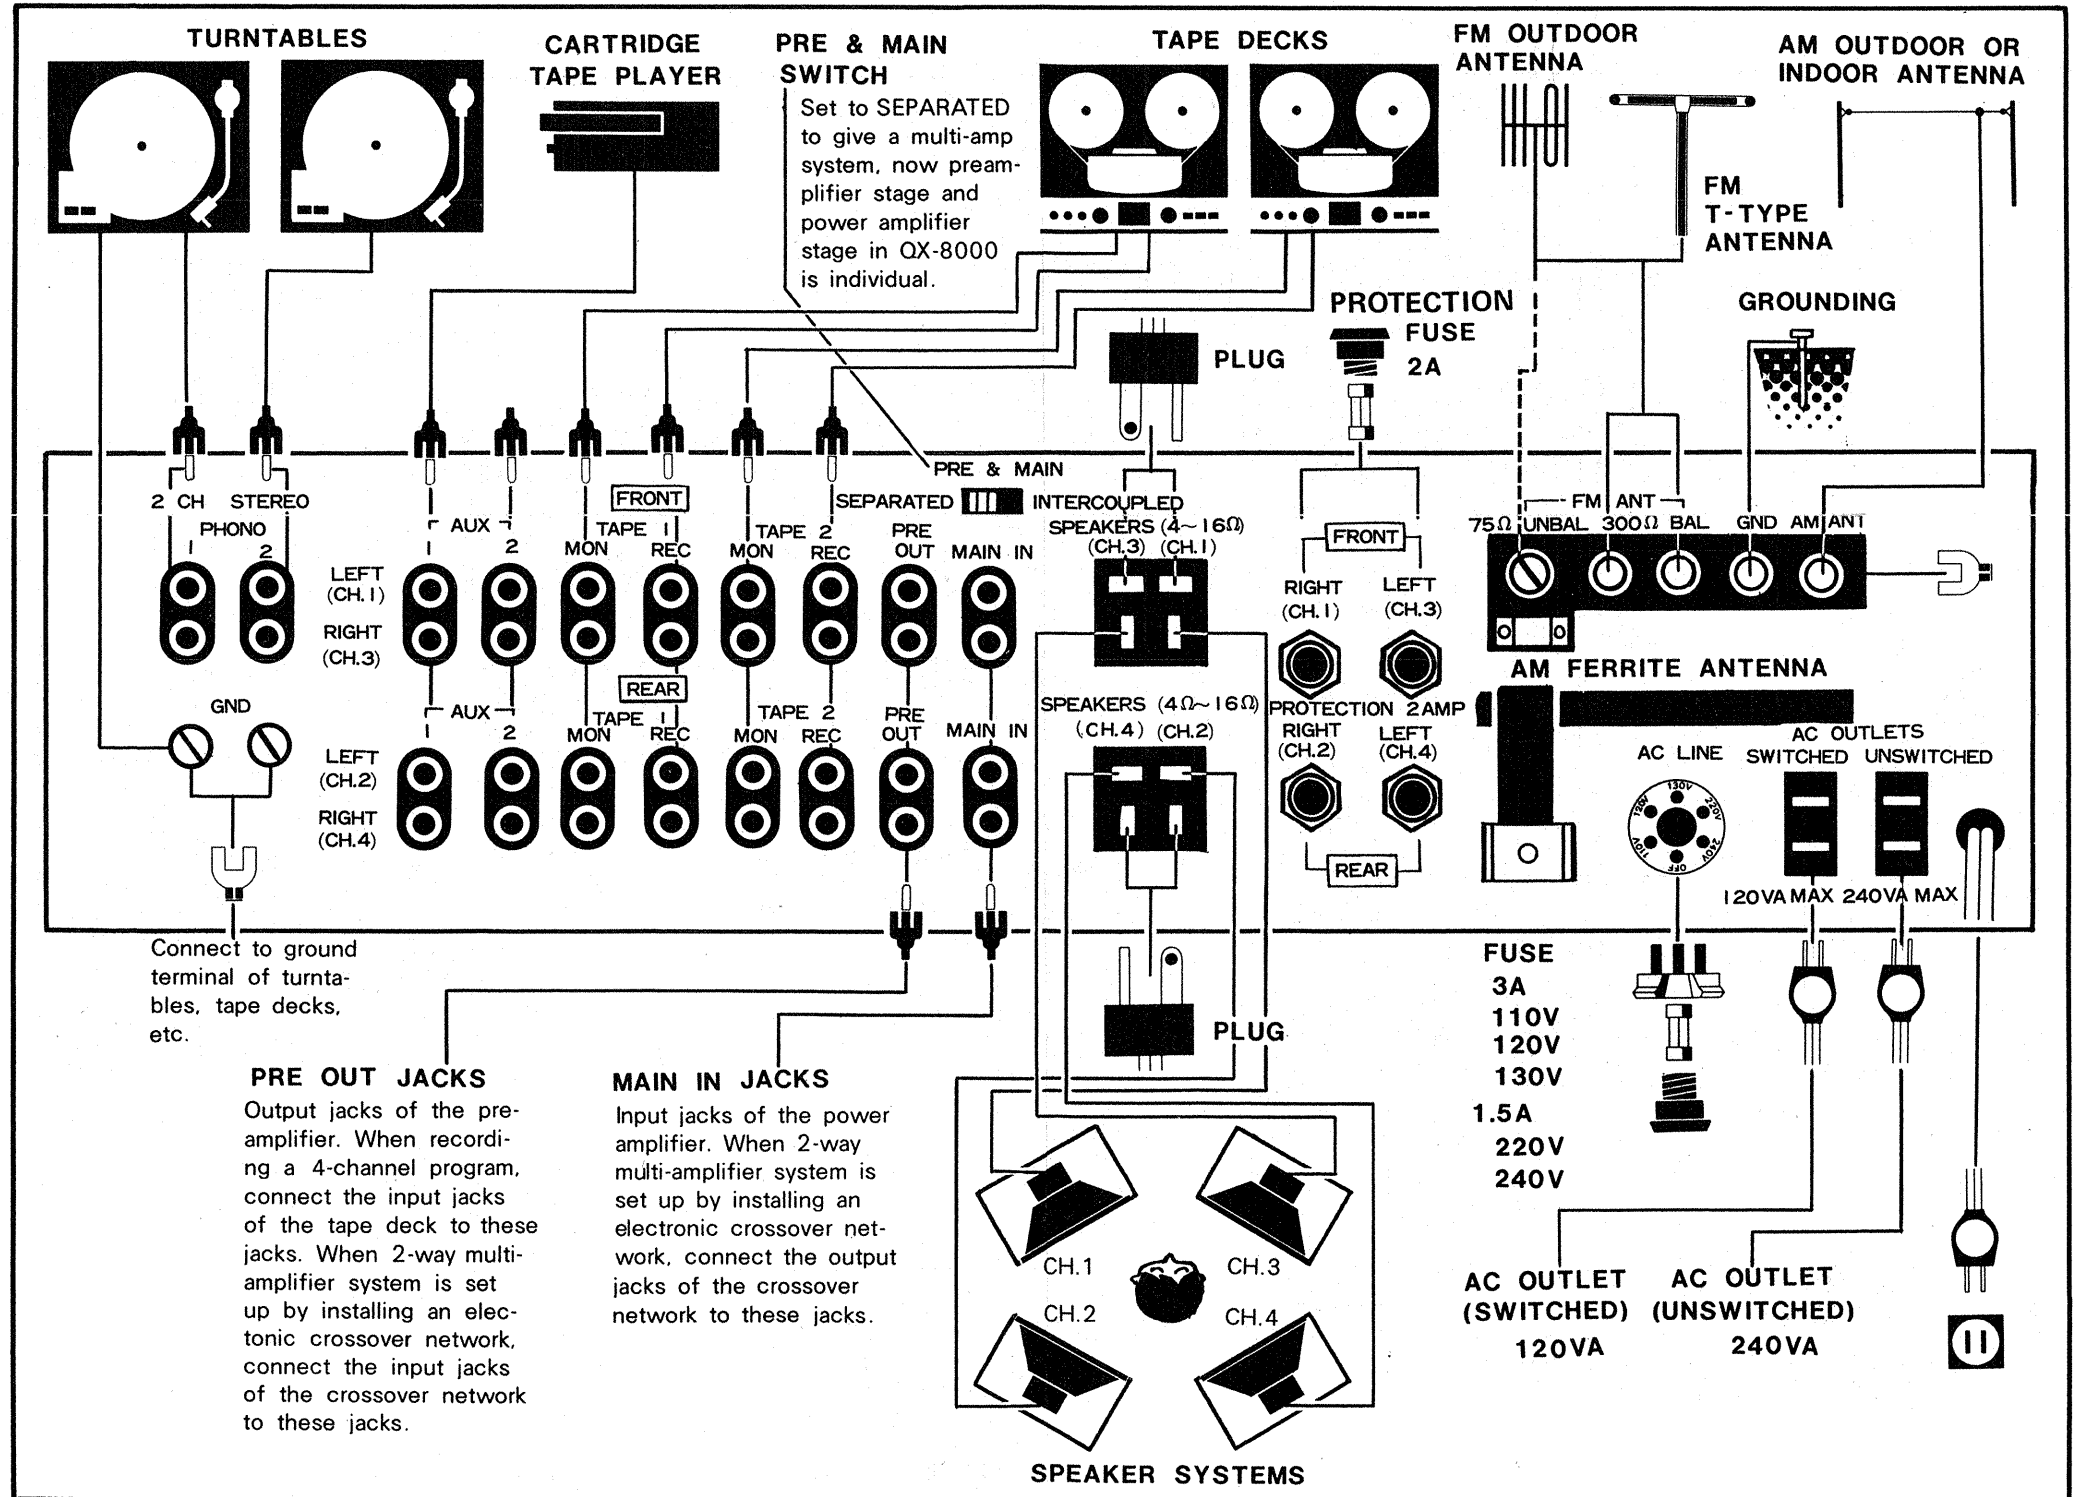 TURNTABLES
CARTRIDGE
TAPE PLAYER
PRE & MAIN
SWITCH
Set to SEPARATED
to give a multi-amp
system, now pream-
plifier stage and
power amplifier
stage in QX-8000
is individual.
TAPE DECKS
FM OUTDOOR
ANTENNA
AM OUTDOOR OR
INDOOR ANTENNA
FM
T-TYPE
ANTENNA
PROTECTION
FUSE
2A
PLUG
GROUNDING
2 CH STEREO
PHONO
1 2
PRE & MAIN
SEPARATED INTERCOUPLED
FRONT
AUX
1 2
TAPE 1
MON REC
TAPE 2
MON REC
PRE
OUT
MAIN IN
LEFT
(CH.1)
RIGHT
(CH.3)
SPEAKERS (4~16Ω)
(CH.3) (CH.1)
FRONT
RIGHT
(CH.1)
LEFT
(CH.3)
FM ANT
75Ω UNBAL 300Ω BAL GND AM ANT
AM FERRITE ANTENNA
REAR
GND
AUX
1 2
TAPE 1
MON REC
TAPE 2
MON REC
PRE
OUT
MAIN IN
LEFT
(CH.2)
RIGHT
(CH.4)
SPEAKERS (4Ω~16Ω)
(CH.4) (CH.2)
PROTECTION 2AMP
RIGHT
(CH.2)
LEFT
(CH.4)
REAR
AC LINE
110V
120V
130V
220V
240V
OFF
AC OUTLETS
SWITCHED UNSWITCHED
120VA MAX 240VA MAX
Connect to ground
terminal of turnta-
bles, tape decks,
etc.
PRE OUT JACKS
Output jacks of the pre-
amplifier. When recordi-
ng a 4-channel program,
connect the input jacks
of the tape deck to these
jacks. When 2-way multi-
amplifier system is set
up by installing an elec-
tonic crossover network,
connect the input jacks
of the crossover network
to these jacks.
MAIN IN JACKS
Input jacks of the power
amplifier. When 2-way
multi-amplifier system is
set up by installing an
electronic crossover net-
work, connect the output
jacks of the crossover
network to these jacks.
PLUG
CH.1 CH.3
CH.2 CH.4
SPEAKER SYSTEMS
FUSE
3A
110V
120V
130V
1.5A
220V
240V
AC OUTLET
(SWITCHED)
120VA
AC OUTLET
(UNSWITCHED)
240VA